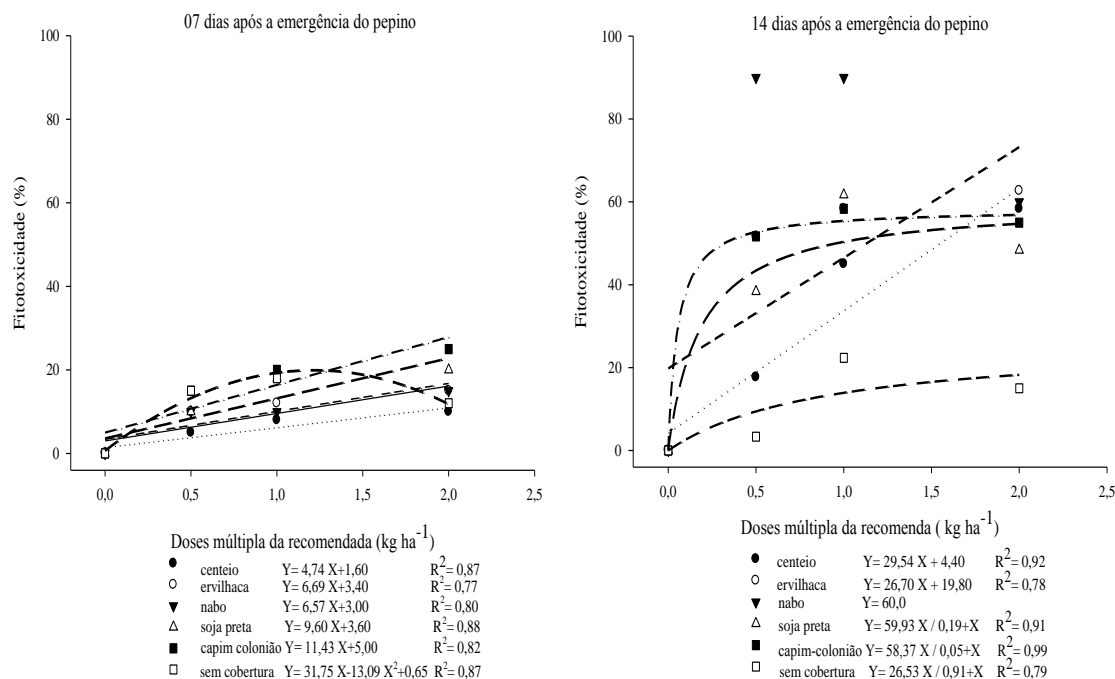 07 dias após a emergência do pepino
100
80
60
40
20
0
Fitotoxicidade (%)
0,0 0,5 1,0 1,5 2,0 2,5
Doses múltipla da recomendada (kg ha-1)
centeio Y= 4,74 X+1,60 R2= 0,87
ervilhaca Y= 6,69 X+3,40 R2= 0,77
nabo Y= 6,57 X+3,00 R2= 0,80
soja preta Y= 9,60 X+3,60 R2= 0,88
capim colonião Y= 11,43 X+5,00 R2= 0,82
sem cobertura Y= 31,75 X-13,09 X2+0,65 R2= 0,87
14 dias após a emergência do pepino
100
80
60
40
20
0
Fitotoxicidade (%)
0,0 0,5 1,0 1,5 2,0 2,5
Doses múltipla da recomenda ( kg ha-1)
centeio Y= 29,54 X + 4,40 R2= 0,92
ervilhaca Y= 26,70 X + 19,80 R2= 0,78
nabo Y= 60,0
soja preta Y= 59,93 X / 0,19+X R2= 0,91
capim-colonião Y= 58,37 X / 0,05+X R2= 0,99
sem cobertura Y= 26,53 X / 0,91+X R2= 0,79